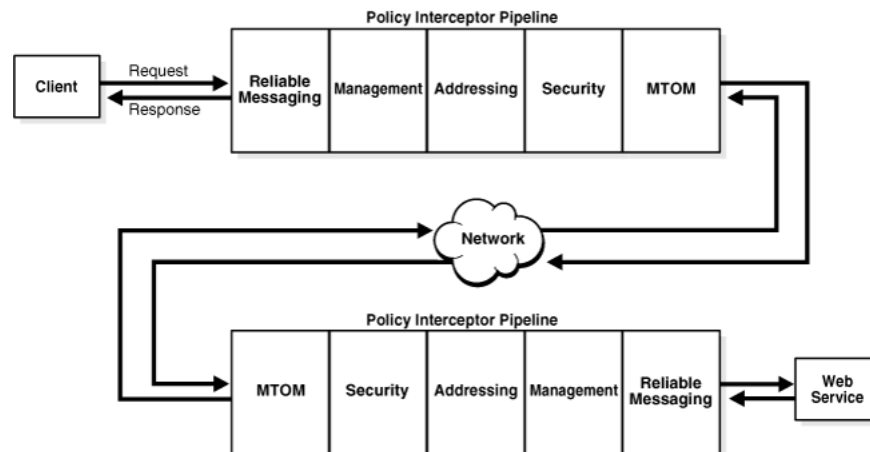 Policy Interceptor Pipeline
Client
Request
Response
Reliable
Messaging
Management
Addressing
Security
MTOM
Network
Policy Interceptor Pipeline
MTOM
Security
Addressing
Management
Reliable
Messaging
Web
Service